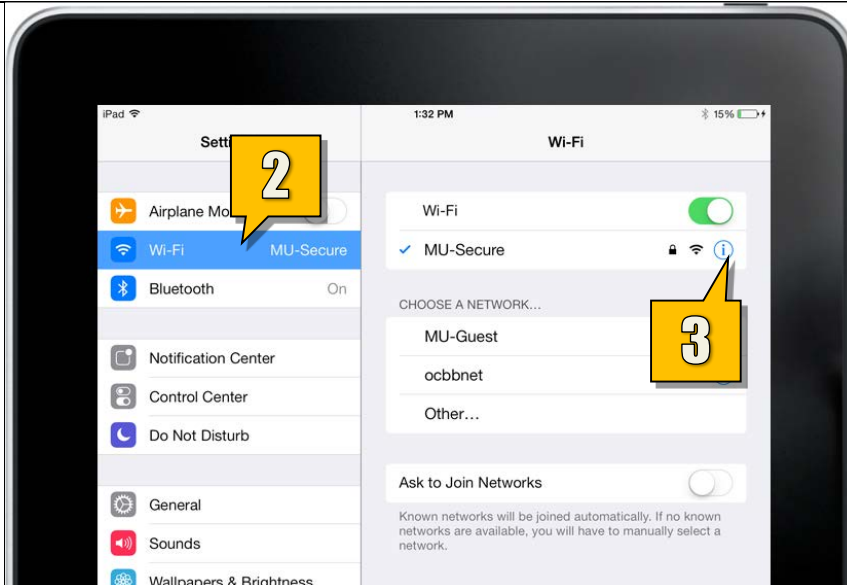 iPad 1:32 PM 15%
Wi-Fi
2
Wi-Fi
Wi-Fi MU-Secure
MU-Secure
Bluetooth On
CHOOSE A NETWORK...
MU-Guest
3
ocbbnet
Notification Center
Control Center
Other...
Do Not Disturb
Ask to Join Networks
General
Known networks will be joined automatically. If no known
networks are available, you will have to manually select a
network.
Sounds
Wallpapers & Brightness
Airplane